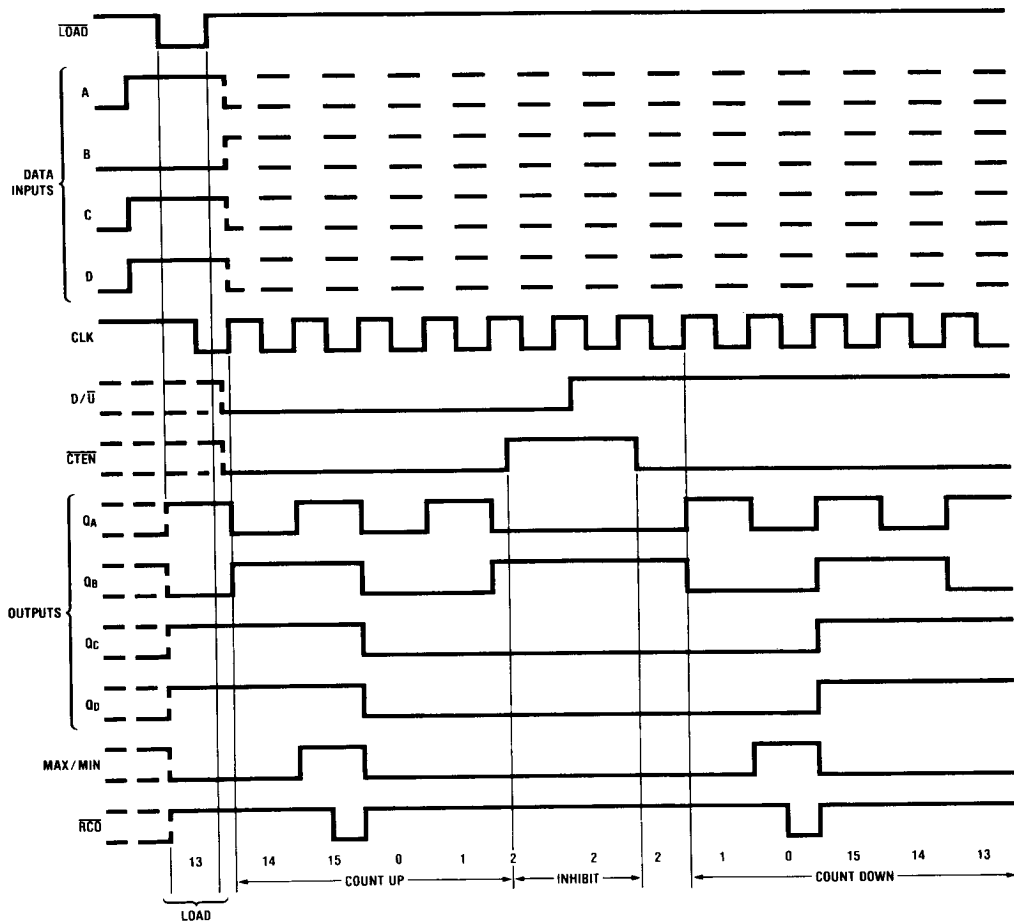 LOAD
A
B
DATA
INPUTS
C
D
CLK
D/U̅
CTEN
QA
QB
OUTPUTS
QC
QD
MAX/MIN
RCO
13 14 15 0 1 2 2 2 1 0 15 14 13
COUNT UP INHIBIT COUNT DOWN
LOAD